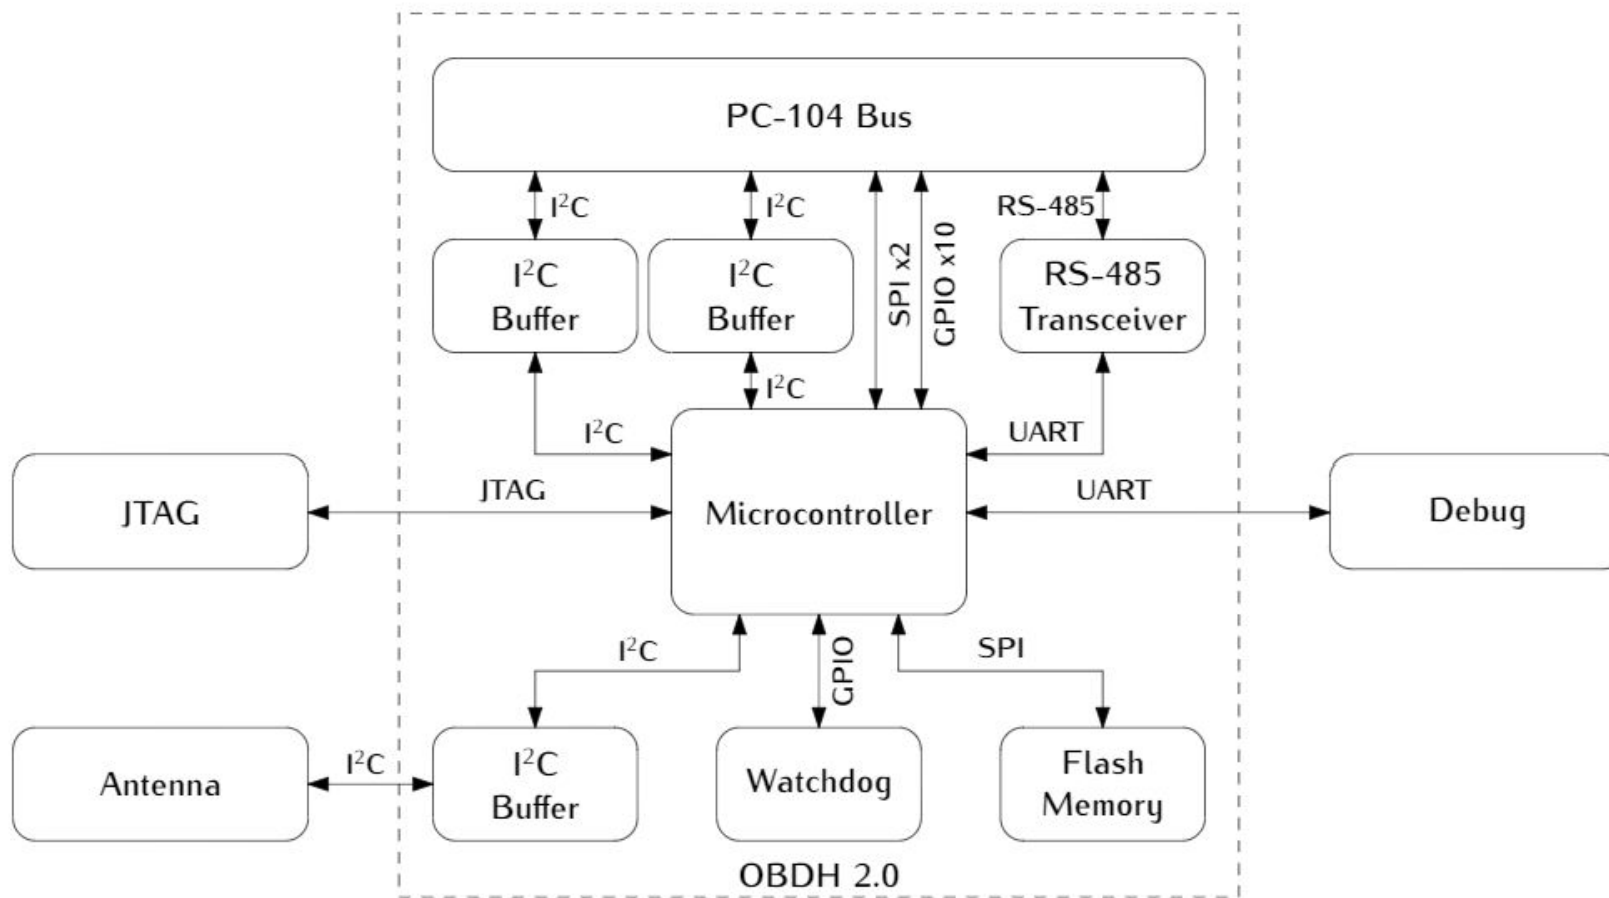 PC-104 Bus
I²C
I²C
RS-485
I²C
Buffer
I²C
Buffer
SPI x2
GPIO x10
RS-485
Transceiver
I²C
I²C
UART
JTAG
JTAG
Microcontroller
UART
Debug
I²C
GPIO
SPI
Antenna
I²C
I²C
Buffer
Watchdog
Flash
Memory
OBDH 2.0